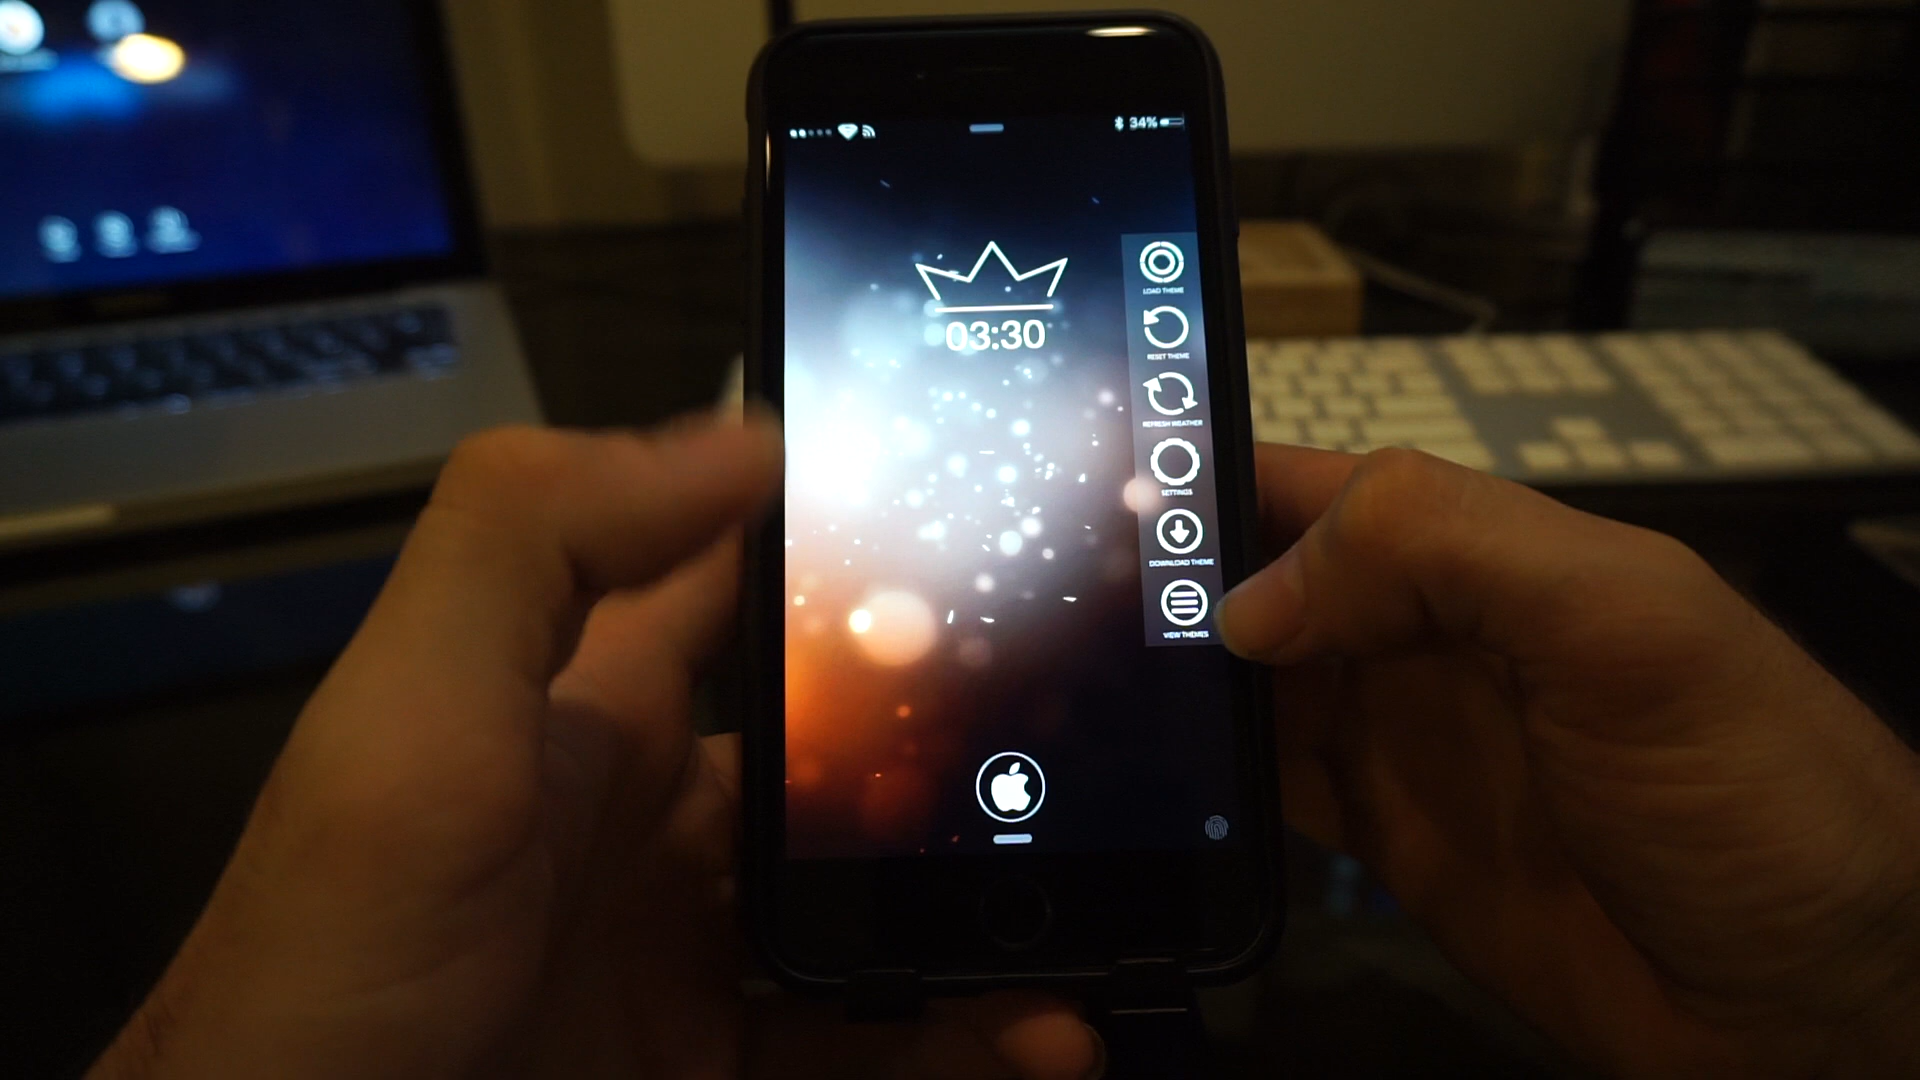 34%
03:30
LOAD THEME
RESET THEME
REFRESH WEATHER
SETTINGS
DOWNLOAD THEME
VIEW THEMES